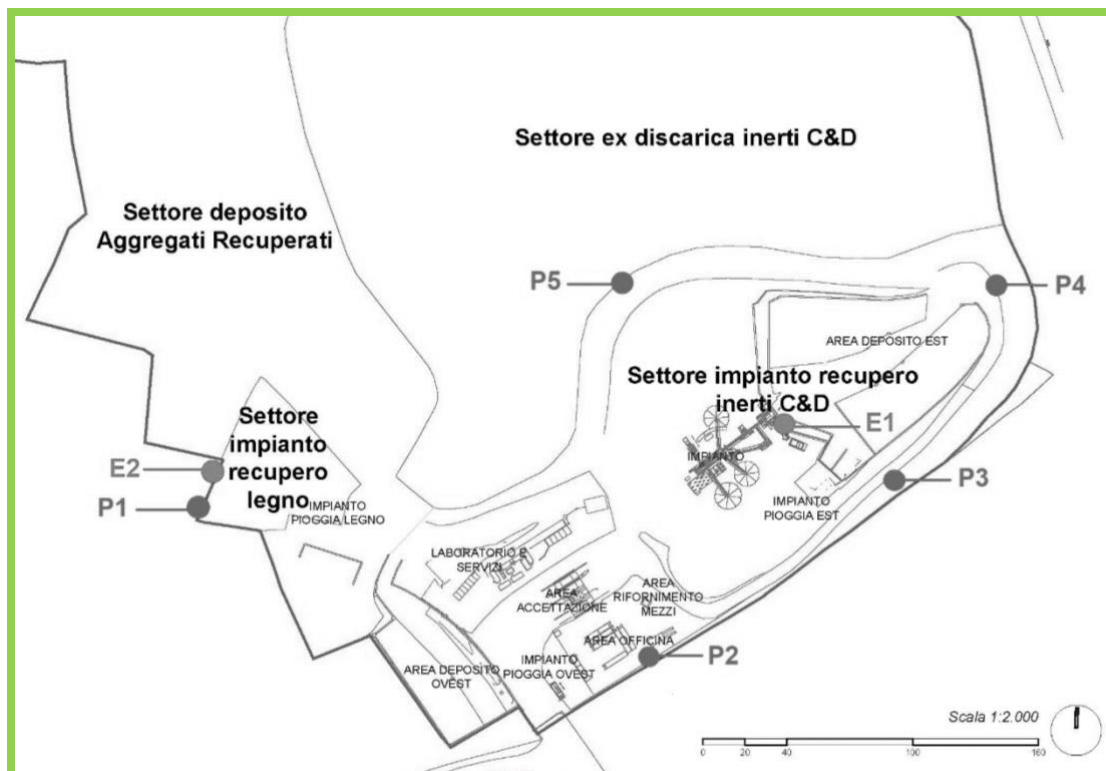 Settore ex discarica inerti C&D
Settore deposito
Aggregati Recuperati
P5
P4
AREA DEPOSITO EST
Settore impianto recupero
inerti C&D
E1
Settore
impianto
recupero
legno
E2
P1
IMPIANTO
PIOGGIA LEGNO
IMPIANTO
P3
IMPIANTO
PIOGGIA EST
LABORATORIO E
SERVIZI
AREA
ACCETTAZIONE
AREA
RIFORNIMENTO
MEZZI
AREA OFFICINA
P2
AREA DEPOSITO
OVEST
IMPIANTO
PIOGGIA OVEST
Scala 1:2.000
0 20 40 100 160